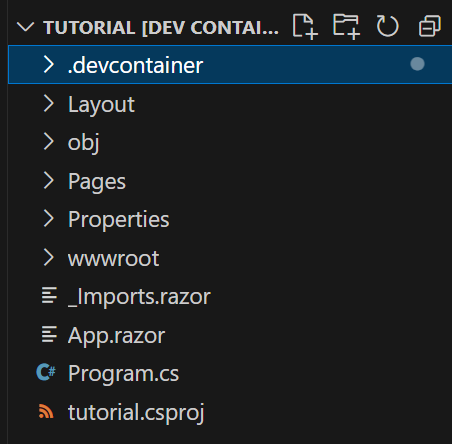 TUTORIAL [DEV CONTAI...
.devcontainer
Layout
obj
Pages
Properties
wwwroot
_Imports.razor
App.razor
C# Program.cs
tutorial.csproj